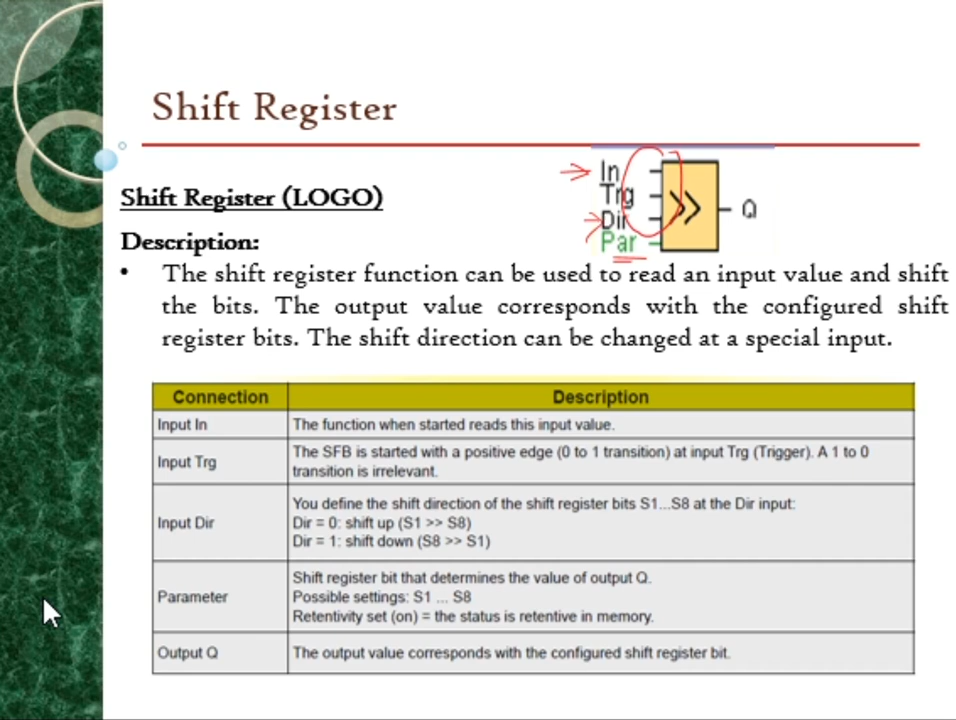 Shift Register
In
Trg
Dir
Par
Q
Shift Register (LOGO)
Description:
• The shift register function can be used to read an input value and shift
the bits. The output value corresponds with the configured shift
register bits. The shift direction can be changed at a special input.
Connection Description
Input In The function when started reads this input value.
Input Trg The SFB is started with a positive edge (0 to 1 transition) at input Trg (Trigger). A 1 to 0
transition is irrelevant.
Input Dir You define the shift direction of the shift register bits S1...S8 at the Dir input:
Dir = 0: shift up (S1 >> S8)
Dir = 1: shift down (S8 >> S1)
Parameter Shift register bit that determines the value of output Q.
Possible settings: S1 ... S8
Retentivity set (on) = the status is retentive in memory.
Output Q The output value corresponds with the configured shift register bit.